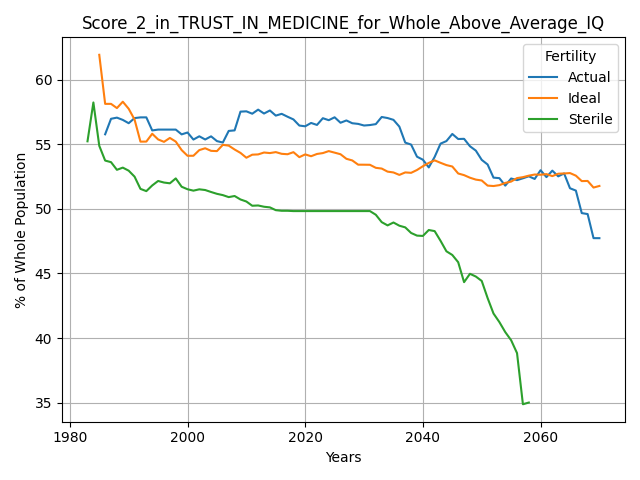 Score_2_in_TRUST_IN_MEDICINE_for_Whole_Above_Average_IQ
Fertility
Actual
Ideal
Sterile
% of Whole Population
60
55
50
45
40
35
1980
2000
2020
2040
2060
Years